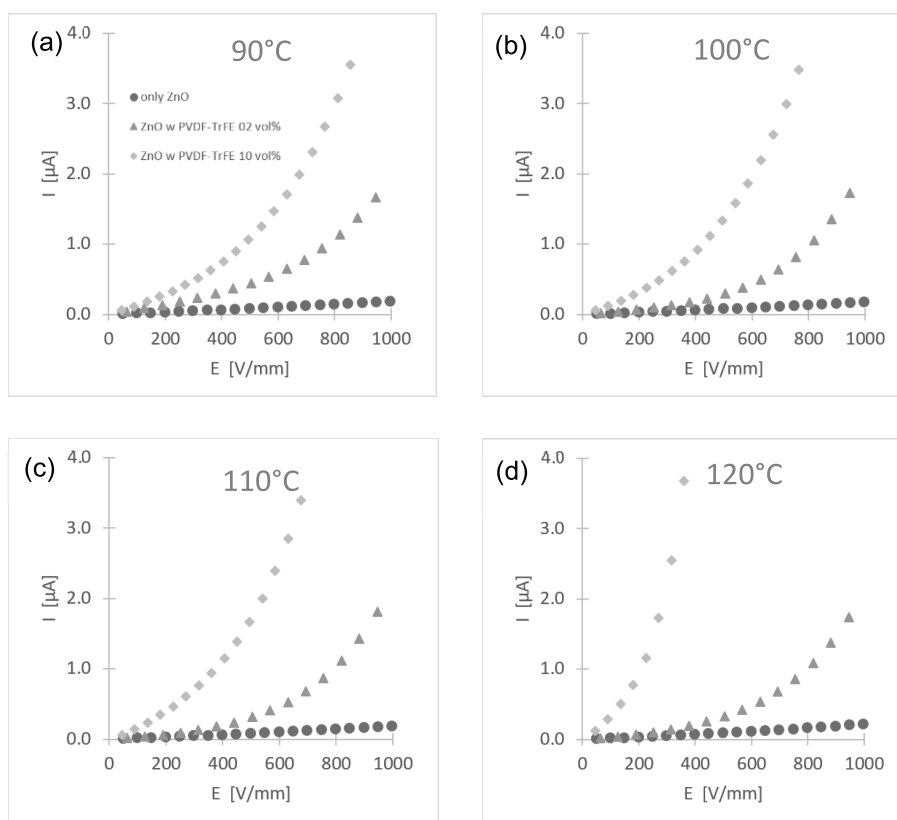 (a)
90°C
4.0
3.0
2.0
1.0
0.0
I [µA]
only ZnO
ZnO w PVDF-TrFE 02 vol%
ZnO w PVDF-TrFE 10 vol%
0 200 400 600 800 1000
E [V/mm]
(b)
100°C
4.0
3.0
2.0
1.0
0.0
I [µA]
0 200 400 600 800 1000
E [V/mm]
(c)
110°C
4.0
3.0
2.0
1.0
0.0
I [µA]
0 200 400 600 800 1000
E [V/mm]
(d)
120°C
4.0
3.0
2.0
1.0
0.0
I [µA]
0 200 400 600 800 1000
E [V/mm]